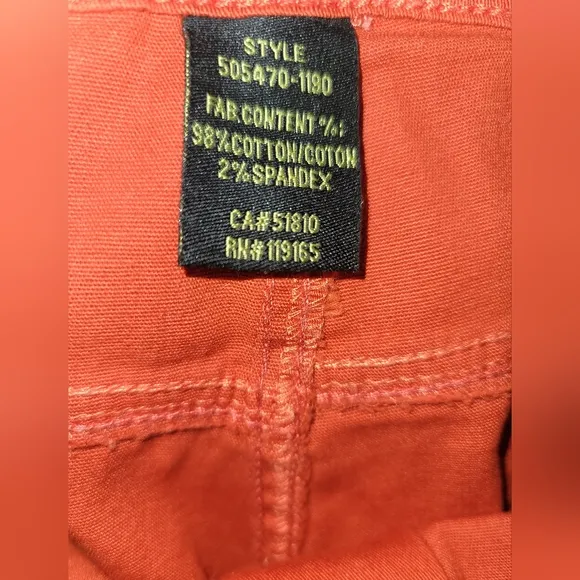 STYLE
505470-1190
FAB.CONTENT %:
98%COTTON/COTON
2%SPANDEX
CA#51810
RN#119165